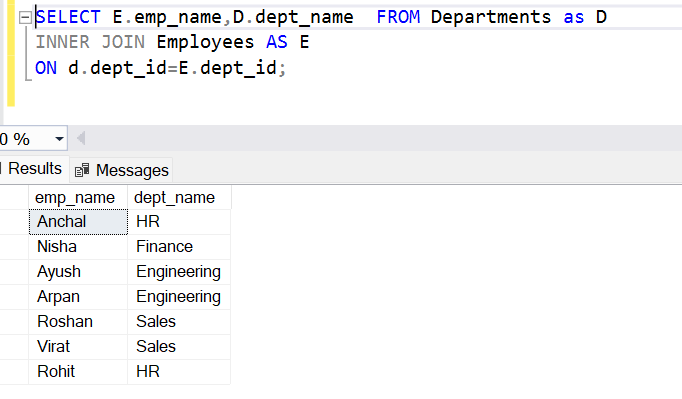 SELECT E.emp_name,D.dept_name  FROM Departments as D
INNER JOIN Employees AS E
ON d.dept_id=E.dept_id;
0 %
Results Messages
emp_name dept_name
Anchal HR
Nisha Finance
Ayush Engineering
Arpan Engineering
Roshan Sales
Virat Sales
Rohit HR